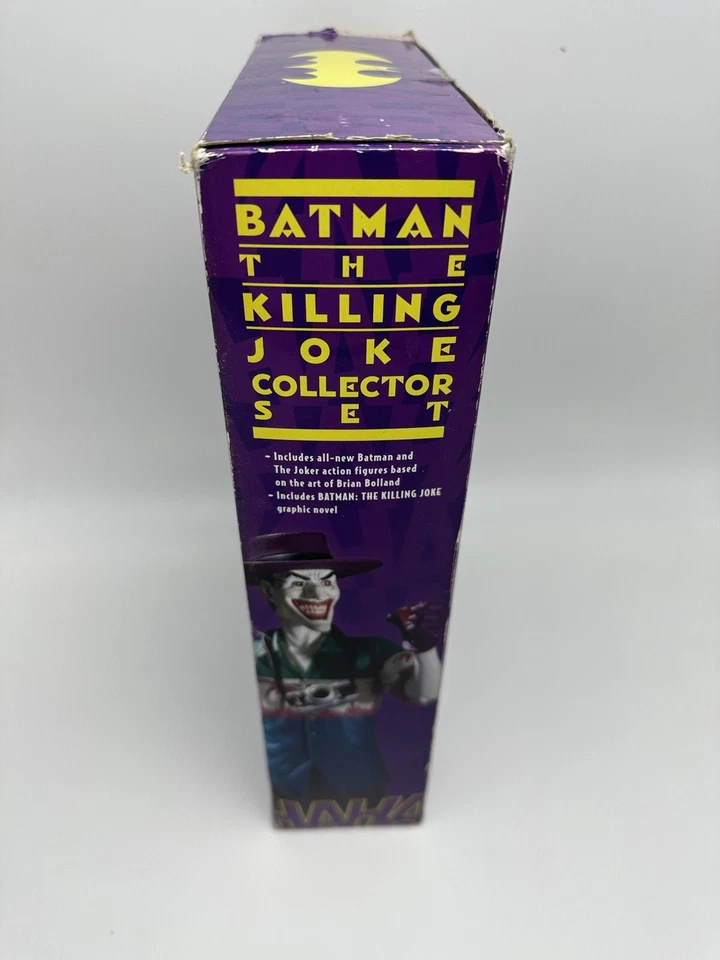 BATMAN
THE
KILLING
JOKE
COLLECTOR
SET
– Includes all-new Batman and
The Joker action figures based
on the art of Brian Bolland
– Includes BATMAN: THE KILLING JOKE
graphic novel